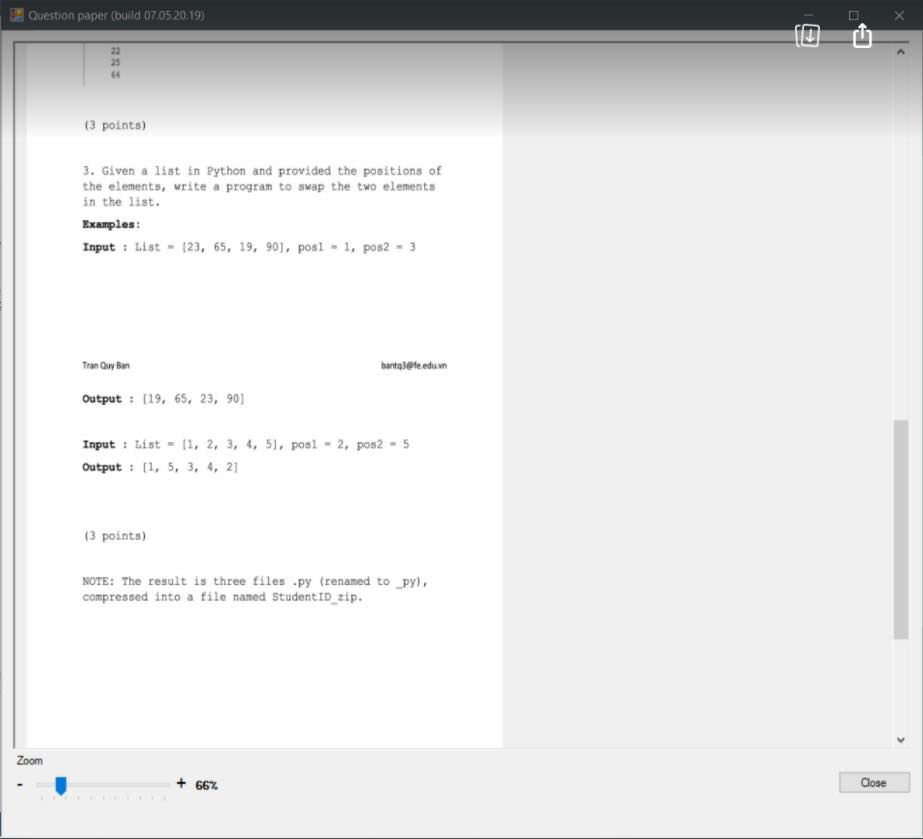 Question paper (build 07.05.20.19)
22
25
64
(3 points)
3. Given a list in Python and provided the positions of
the elements, write a program to swap the two elements
in the list.
Examples:
Input : List = [23, 65, 19, 90], pos1 = 1, pos2 = 3
Tran Quy Ban bantq3@fe.edu.vn
Output : [19, 65, 23, 90]
Input : List = [1, 2, 3, 4, 5], pos1 = 2, pos2 = 5
Output : [1, 5, 3, 4, 2]
(3 points)
NOTE: The result is three files .py (renamed to _py),
compressed into a file named StudentID_zip.
Zoom
- + 66%
Close